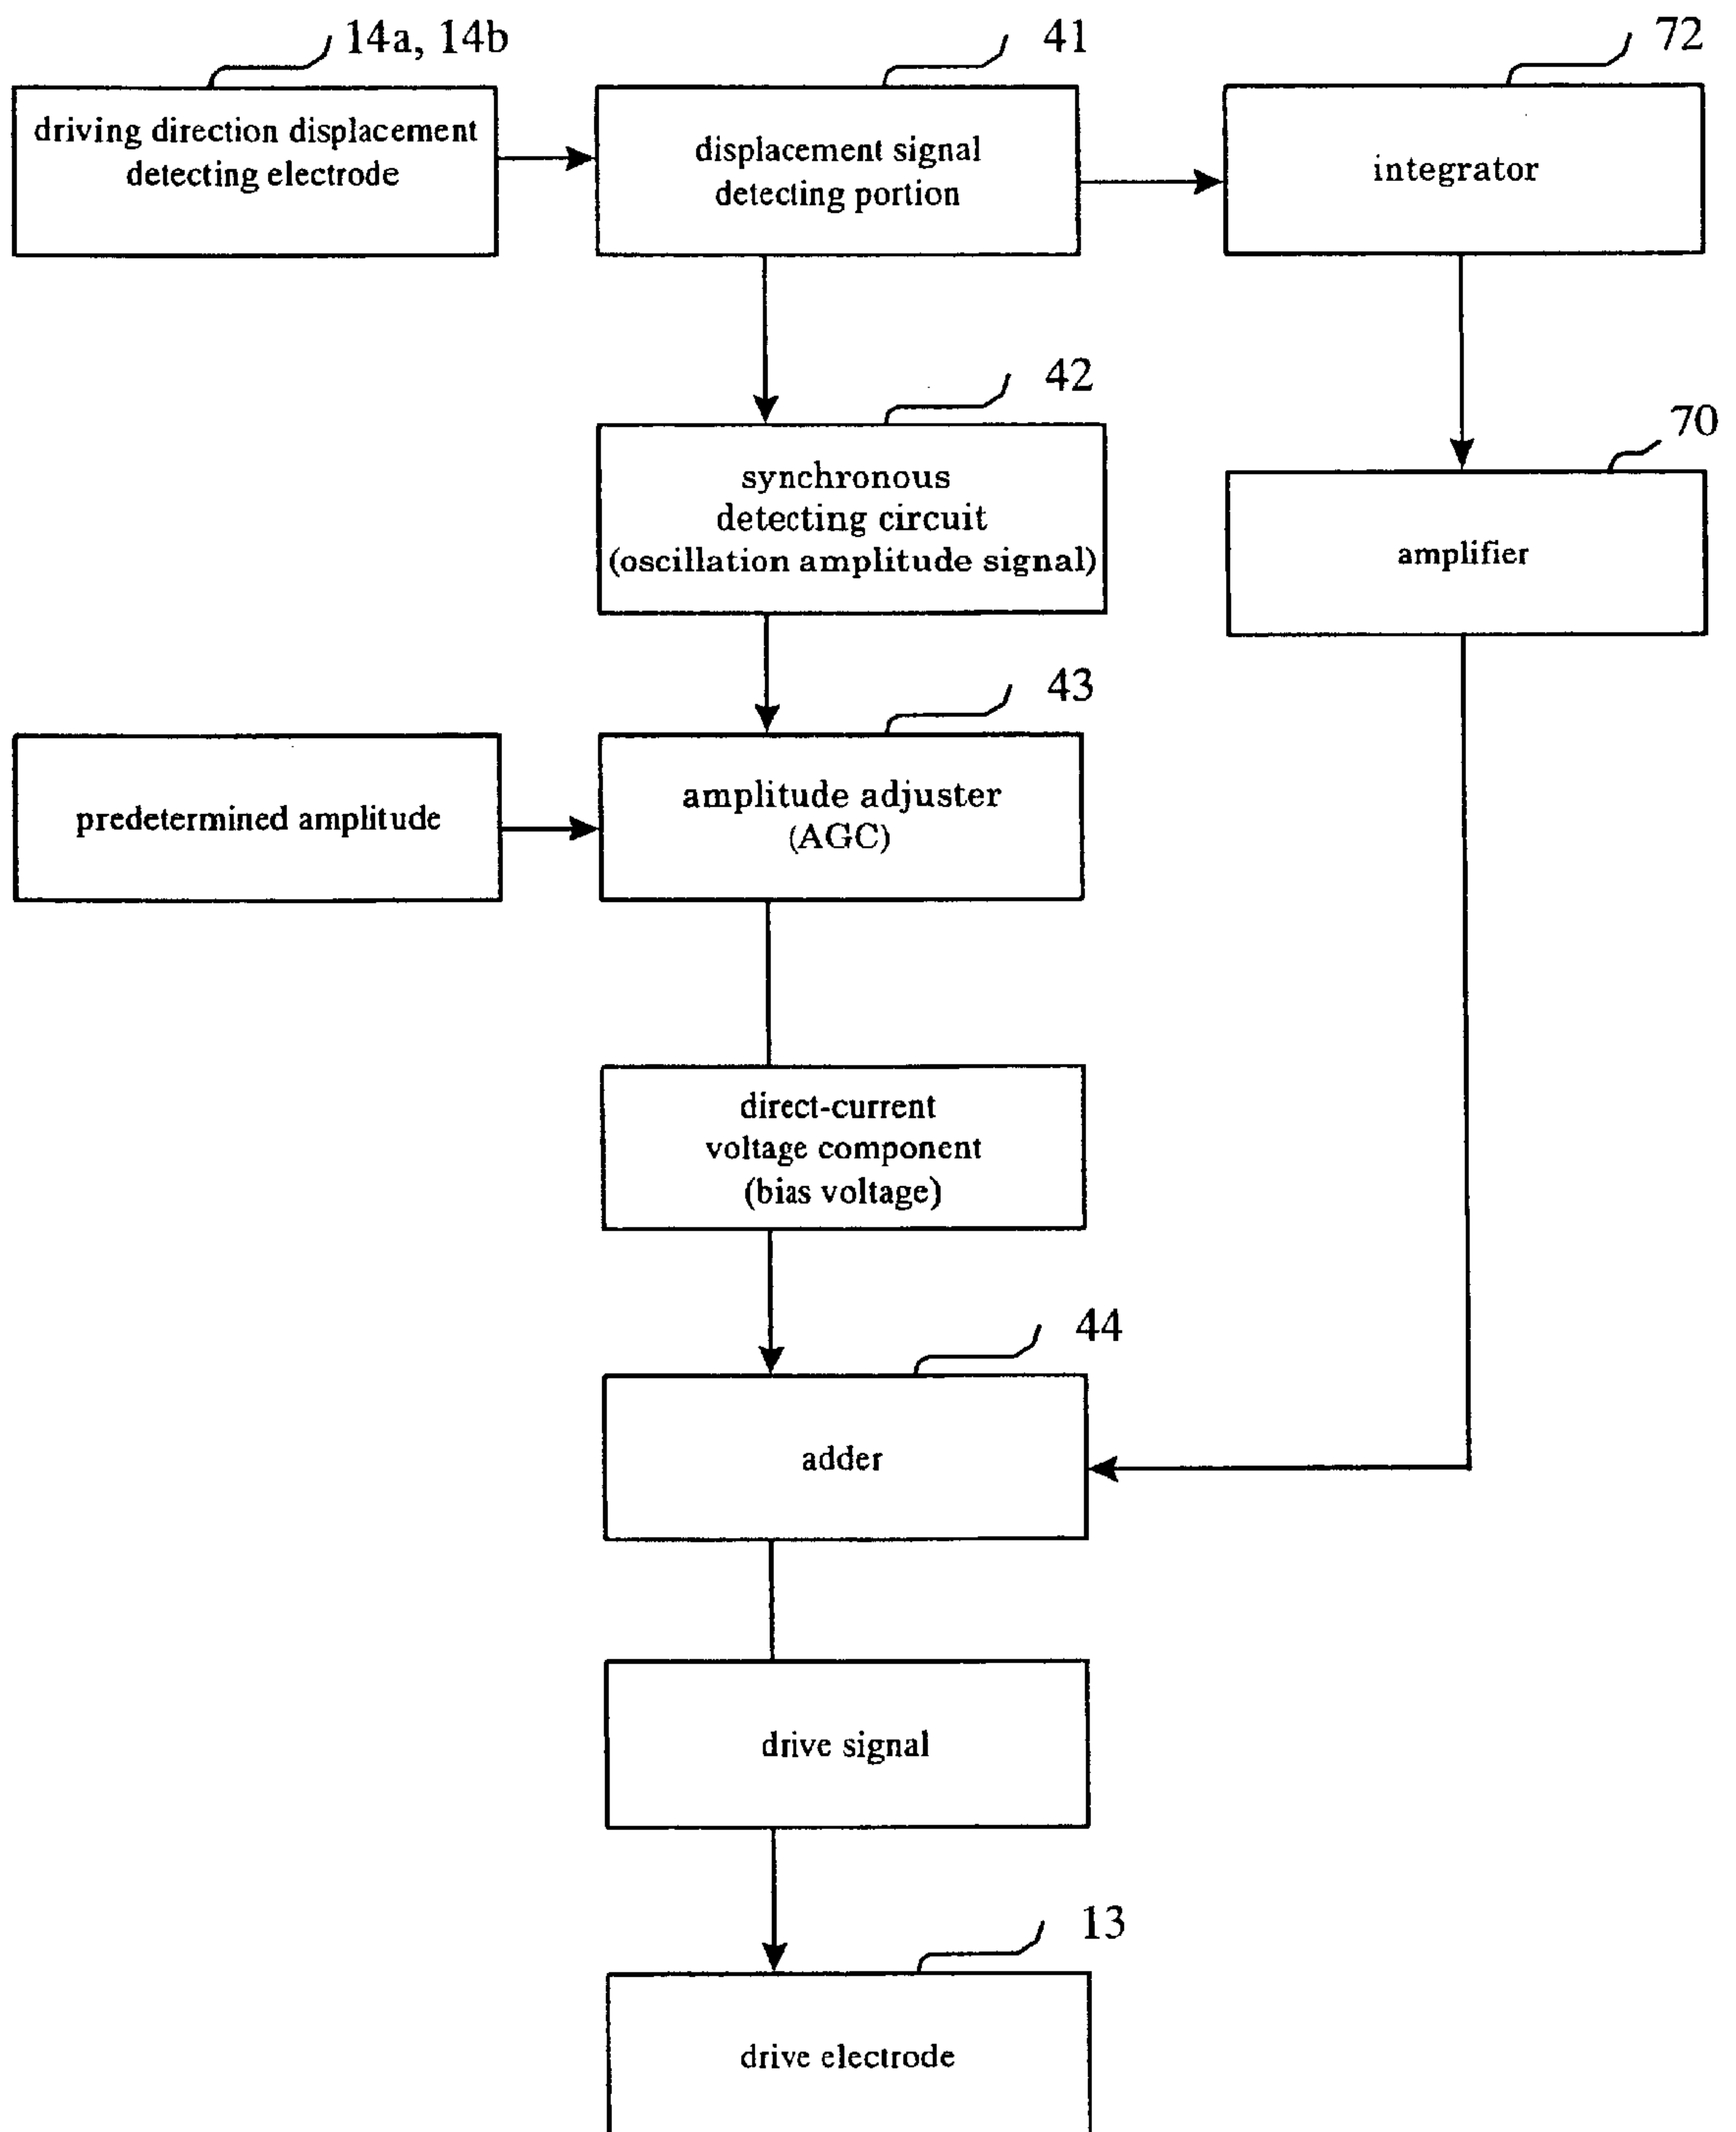 14a, 14b
41
72
driving direction displacement
detecting electrode
displacement signal
detecting portion
integrator
42
70
synchronous
detecting circuit
(oscillation amplitude signal)
amplifier
43
predetermined amplitude
amplitude adjuster
(AGC)
direct-current
voltage component
(bias voltage)
44
adder
drive signal
13
drive electrode